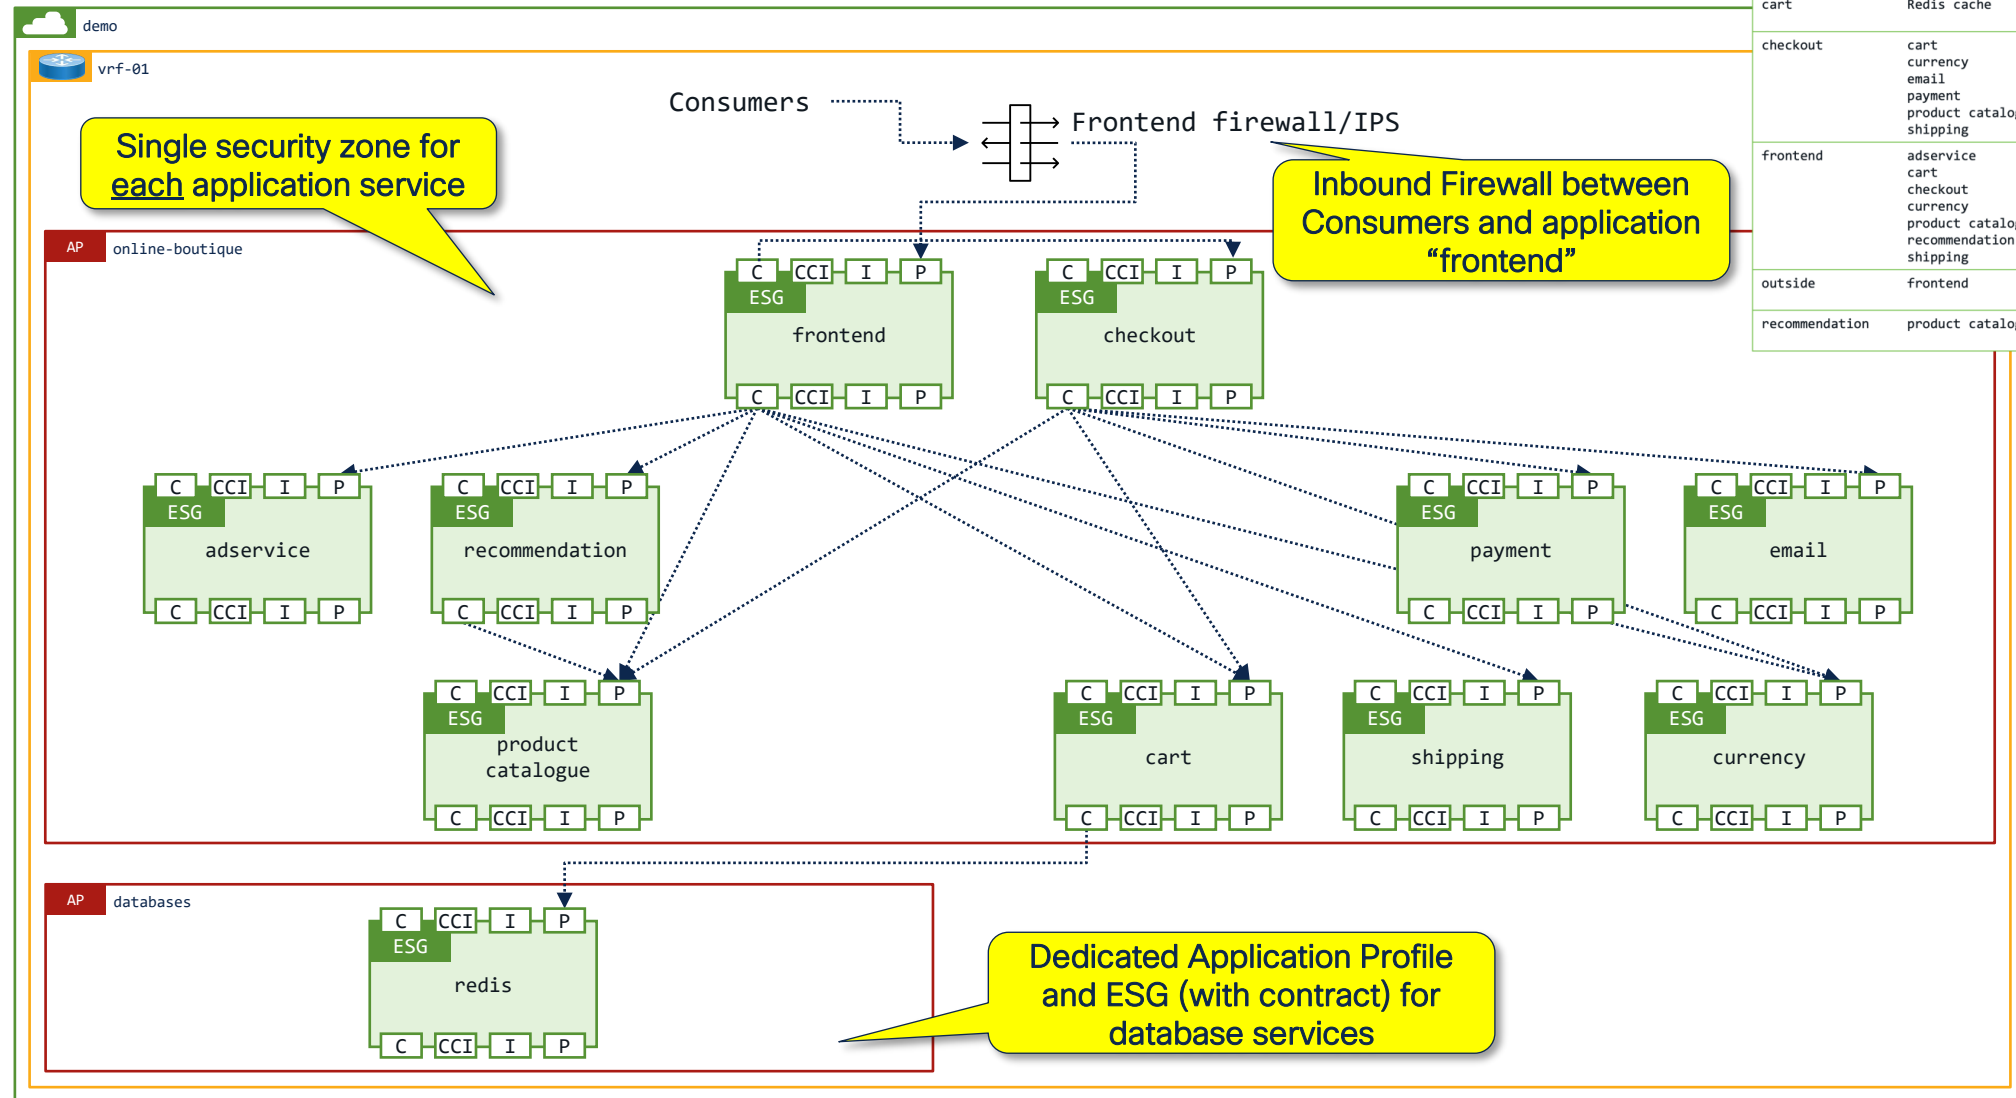 demo
vrf-01
cart Redis cache
checkout cart
currency
email
payment
product
shipping
frontend adservice
cart
checkout
currency
product
recommendation
shipping
outside frontend
recommendation product
Consumers
Frontend firewall/IPS
Single security zone for
each application service
Inbound Firewall between
Consumers and application
“frontend”
AP online-boutique
C CCI I P
ESG
frontend
C CCI I P
C CCI I P
ESG
checkout
C CCI I P
C CCI I P
ESG
adservice
C CCI I P
C CCI I P
ESG
recommendation
C CCI I P
C CCI I P
ESG
payment
C CCI I P
C CCI I P
ESG
email
C CCI I P
C CCI I P
ESG
product
catalogue
C CCI I P
C CCI I P
ESG
cart
C CCI I P
C CCI I P
ESG
shipping
C CCI I P
C CCI I P
ESG
currency
C CCI I P
AP databases
C CCI I P
ESG
redis
C CCI I P
Dedicated Application Profile
and ESG (with contract) for
database services